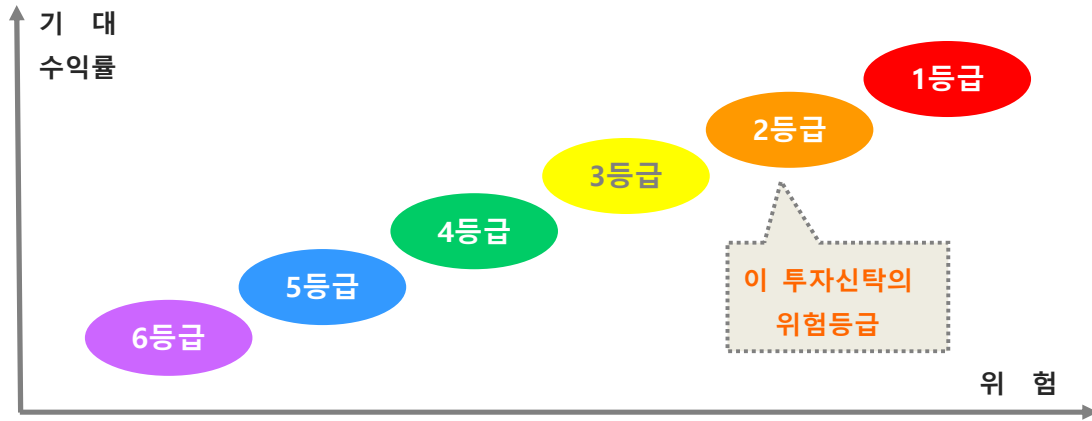 기 대
수익률
1등급
2등급
3등급
4등급
5등급
6등급
이 투자신탁의
위험등급
위 험